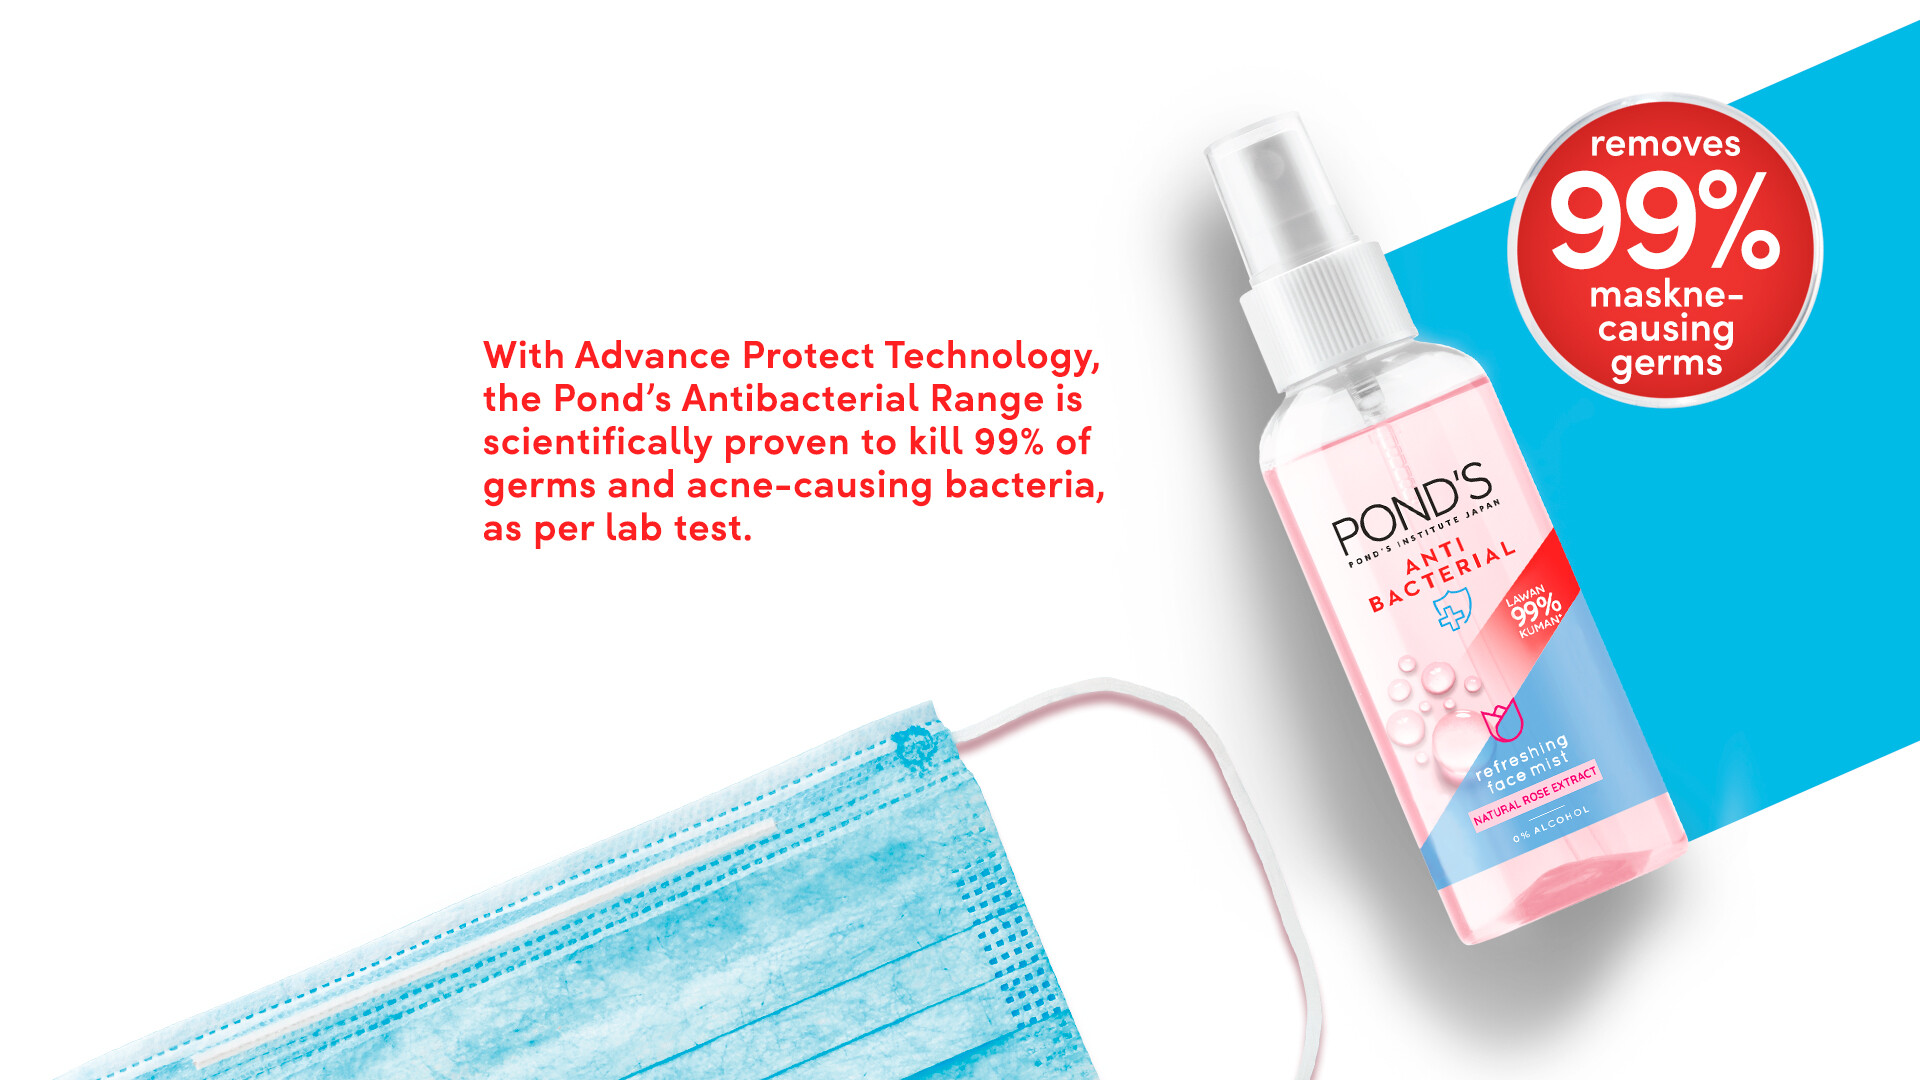 With Advance Protect Technology,
the Pond's Antibacterial Range is
scientifically proven to kill 99% of
germs and acne-causing bacteria,
as per lab test.
removes
99%
maskne-
causing
germs
POND'S
POND'S INSTITUTE JAPAN
ANTI
BACTERIAL
LAWAN
99%
KUMAN*
refreshing
face mist
NATURAL ROSE EXTRACT
0% ALCOHOL